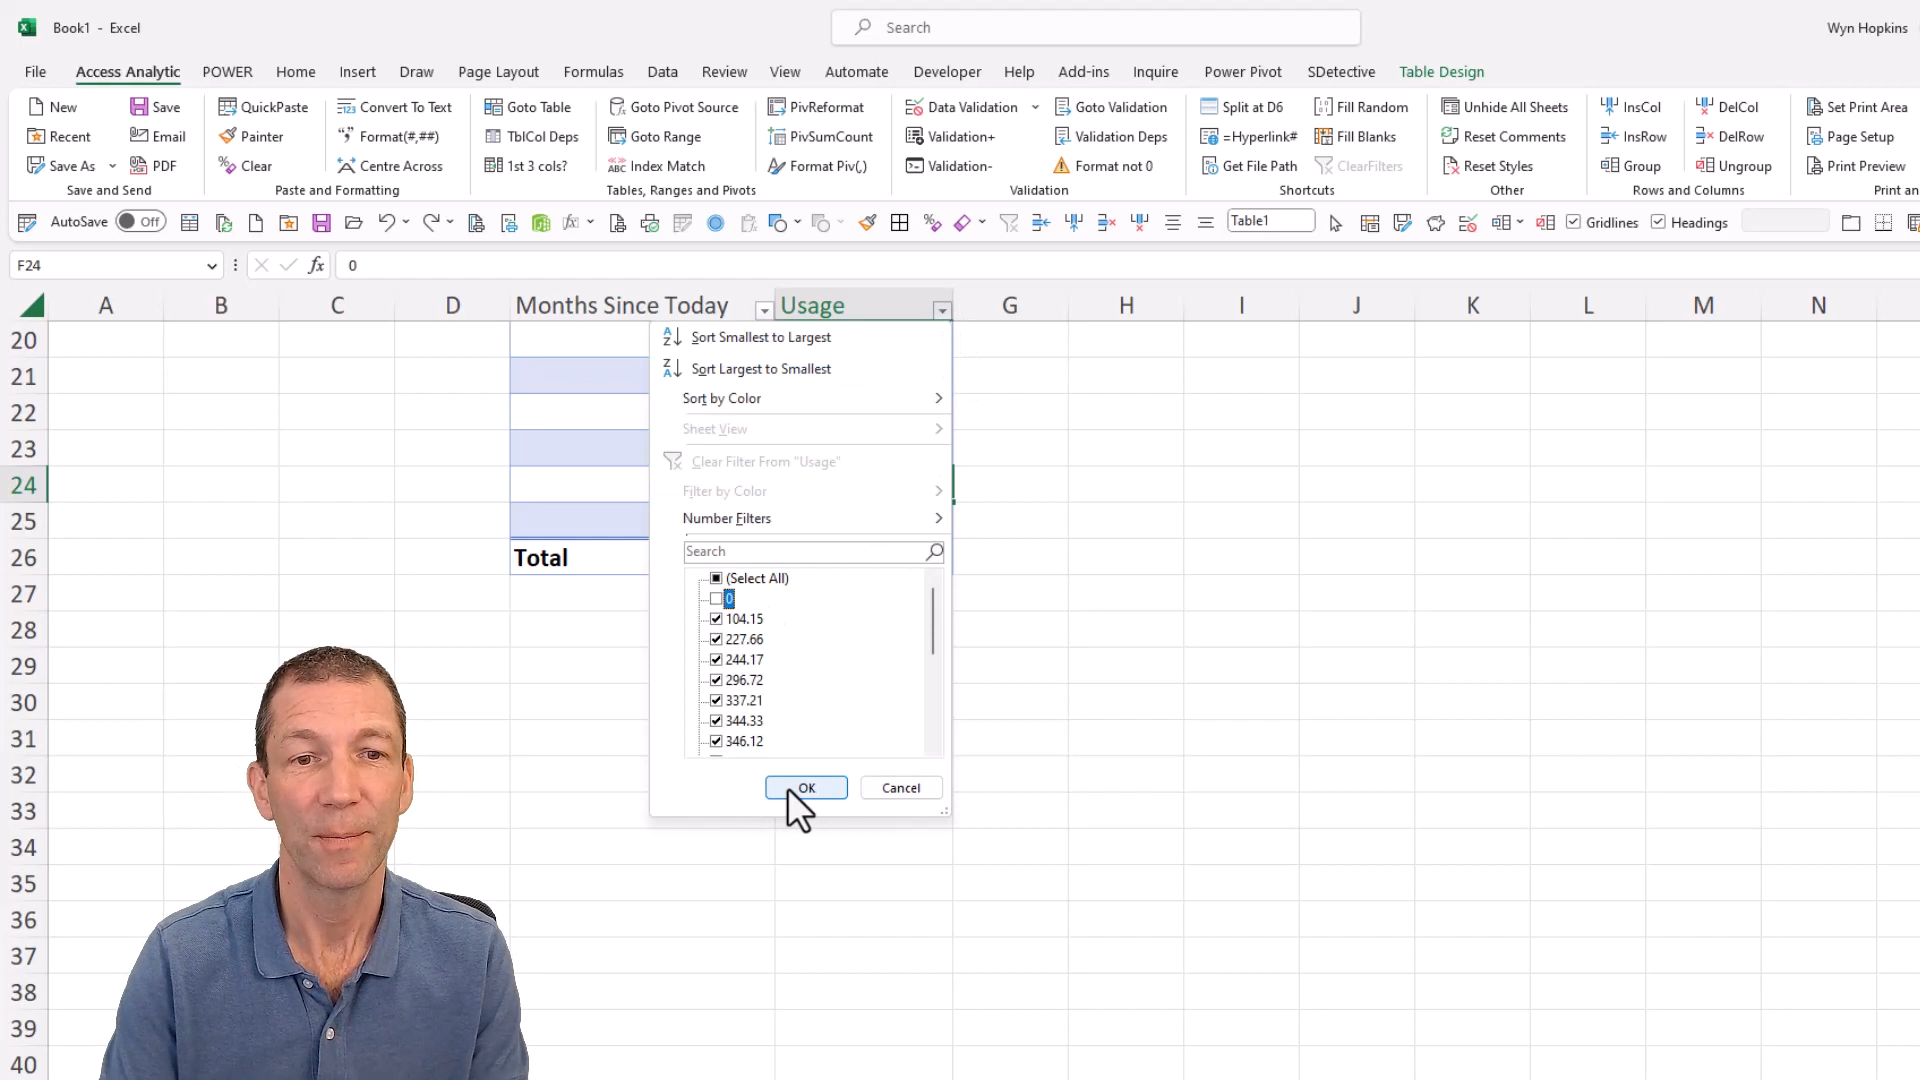 Book1 - Excel
Search
Wyn Hopkins
File Access Analytic POWER Home Insert Draw Page Layout Formulas Data Review View Automate Developer Help Add-ins Inquire Power Pivot SDetective Table Design
New Save QuickPaste Convert To Text Goto Table Goto Pivot Source PivReformat Data Validation Goto Validation Split at D6 Fill Random Unhide All Sheets InsCol DelCol Set Print Area
Recent Email Painter Format(#,##) TblCol Deps Goto Range PivSumCount Validation+ Validation Deps =Hyperlink# Fill Blanks Reset Comments InsRow DelRow Page Setup
Save As PDF Clear Centre Across 1st 3 cols? Index Match Format Piv(,) Validation- Format not 0 Get File Path ClearFilters Reset Styles Group Ungroup Print Preview
Save and Send Paste and Formatting Tables, Ranges and Pivots Validation Shortcuts Other Rows and Columns Print an
AutoSave Off Table1 Gridlines Headings
F24 fx 0
A B C D Months Since Today Usage G H I J K L M N
20
21
22
23
24
25
26 Total
27
28
29
30
31
32
33
34
35
36
37
38
39
40
Sort Smallest to Largest
Sort Largest to Smallest
Sort by Color
Sheet View
Clear Filter From "Usage"
Filter by Color
Number Filters
Search
(Select All)
0
104.15
227.66
244.17
296.72
337.21
344.33
346.12
OK Cancel